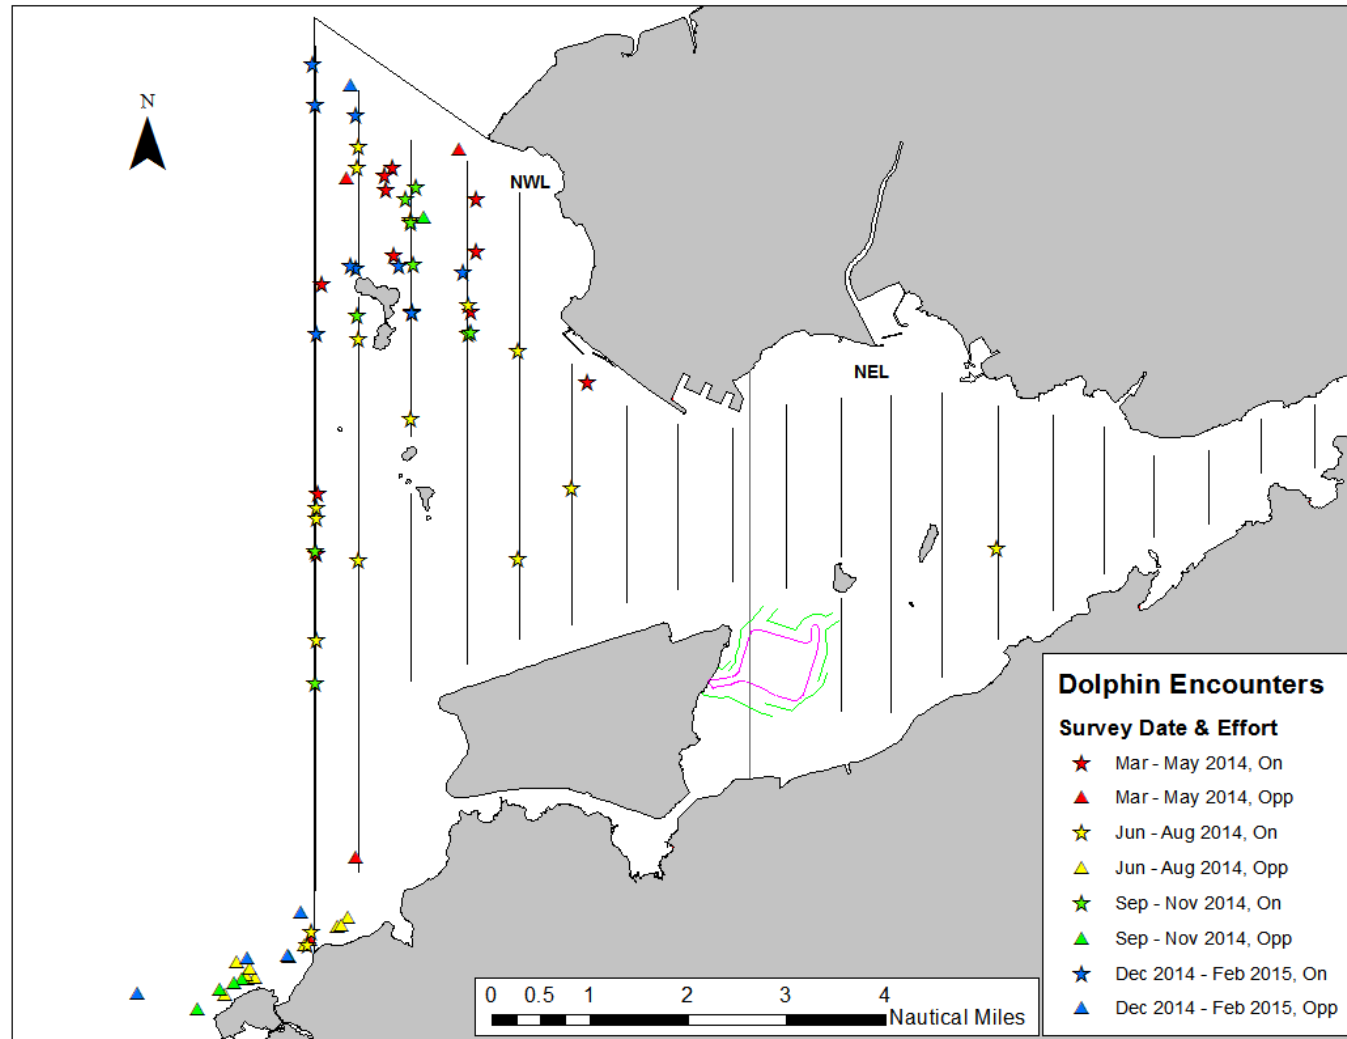 N
NWL
NEL
Dolphin Encounters
Survey Date & Effort
Mar - May 2014, On
Mar - May 2014, Opp
Jun - Aug 2014, On
Jun - Aug 2014, Opp
Sep - Nov 2014, On
Sep - Nov 2014, Opp
Dec 2014 - Feb 2015, On
Dec 2014 - Feb 2015, Opp
0 0.5 1 2 3 4
Nautical Miles